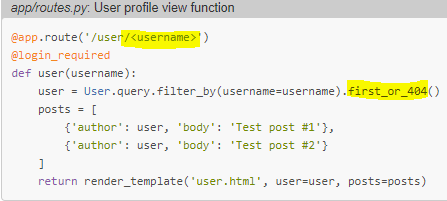 app/routes.py: User profile view function
@app.route('/user/<username>')
@login_required
def user(username):
    user = User.query.filter_by(username=username).first_or_404()
    posts = [
        {'author': user, 'body': 'Test post #1'},
        {'author': user, 'body': 'Test post #2'}
    ]
    return render_template('user.html', user=user, posts=posts)